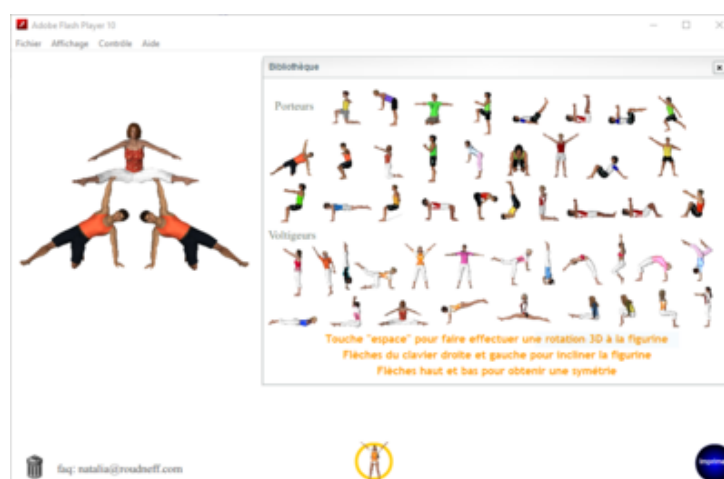 Adobe Flash Player 10
Fichier Affichage Contrôle Aide
Bibliothèque
Porteurs
Voltigeurs
Touche "espace" pour faire effectuer une rotation 3D à la figurine
Flèches du clavier droite et gauche pour incliner la figurine
Flèches haut et bas pour obtenir une symétrie
faq: natalia@roudneff.com